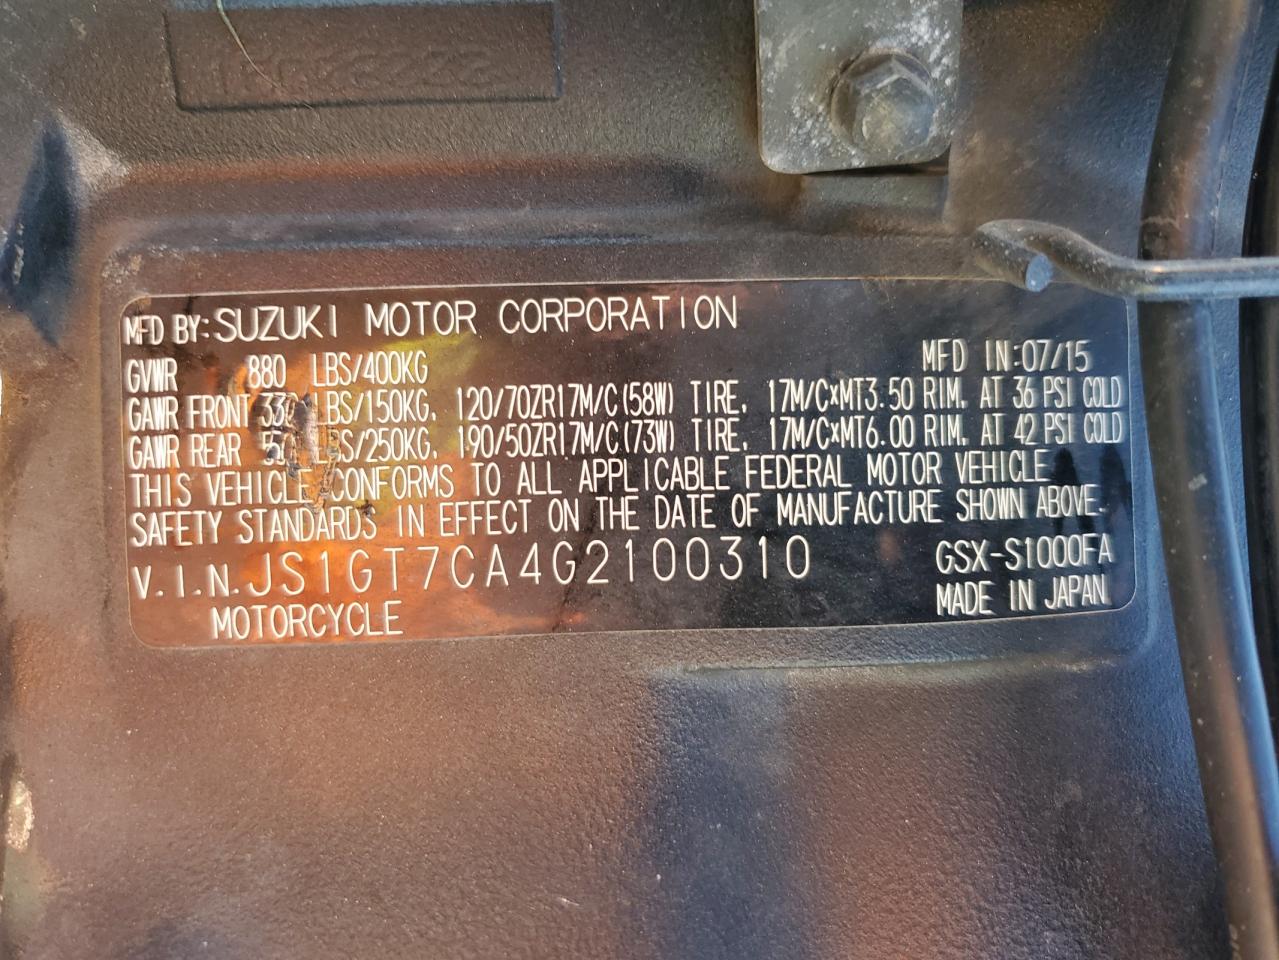 MFD BY: SUZUKI MOTOR CORPORATION
GVWR 880 LBS/400KG MFD IN:07/15
GAWR FRONT LBS/150KG, 120/70ZR17M/C(58W) TIRE, 17M/C×MT3.50 RIM, AT 36 PSI COLD
GAWR REAR LBS/250KG, 190/50ZR17M/C(73W) TIRE, 17M/C×MT6.00 RIM, AT 42 PSI COLD
THIS VEHICLE CONFORMS TO ALL APPLICABLE FEDERAL MOTOR VEHICLE
SAFETY STANDARDS IN EFFECT ON THE DATE OF MANUFACTURE SHOWN ABOVE.
V.I.N. JS1GT7CA4G2100310 GSX-S1000FA
MOTORCYCLE MADE IN JAPAN